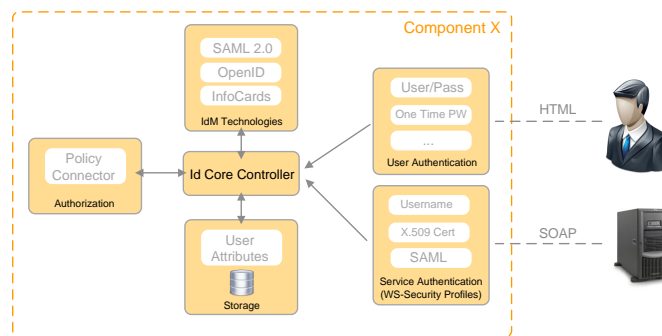 Component X
SAML 2.0
OpenID
InfoCards
IdM Technologies
User/Pass
One Time PW
...
User Authentication
HTML
Policy
Connector
Authorization
Id Core Controller
Username
X.509 Cert
SAML
Service Authentication
(WS-Security Profiles)
SOAP
User
Attributes
Storage